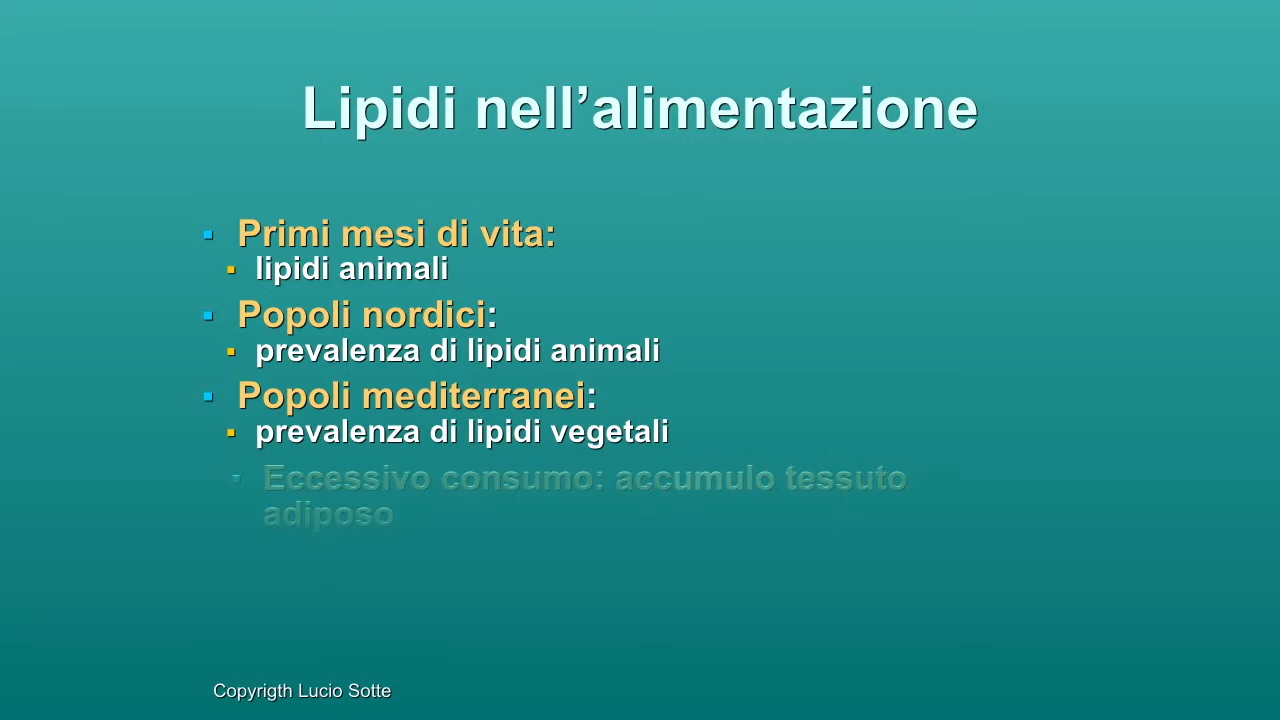 Lipidi nell’alimentazione
Primi mesi di vita:
lipidi animali
Popoli nordici:
prevalenza di lipidi animali
Popoli mediterranei:
prevalenza di lipidi vegetali
Eccessivo consumo: accumulo tessuto
adiposo
Copyrigth Lucio Sotte